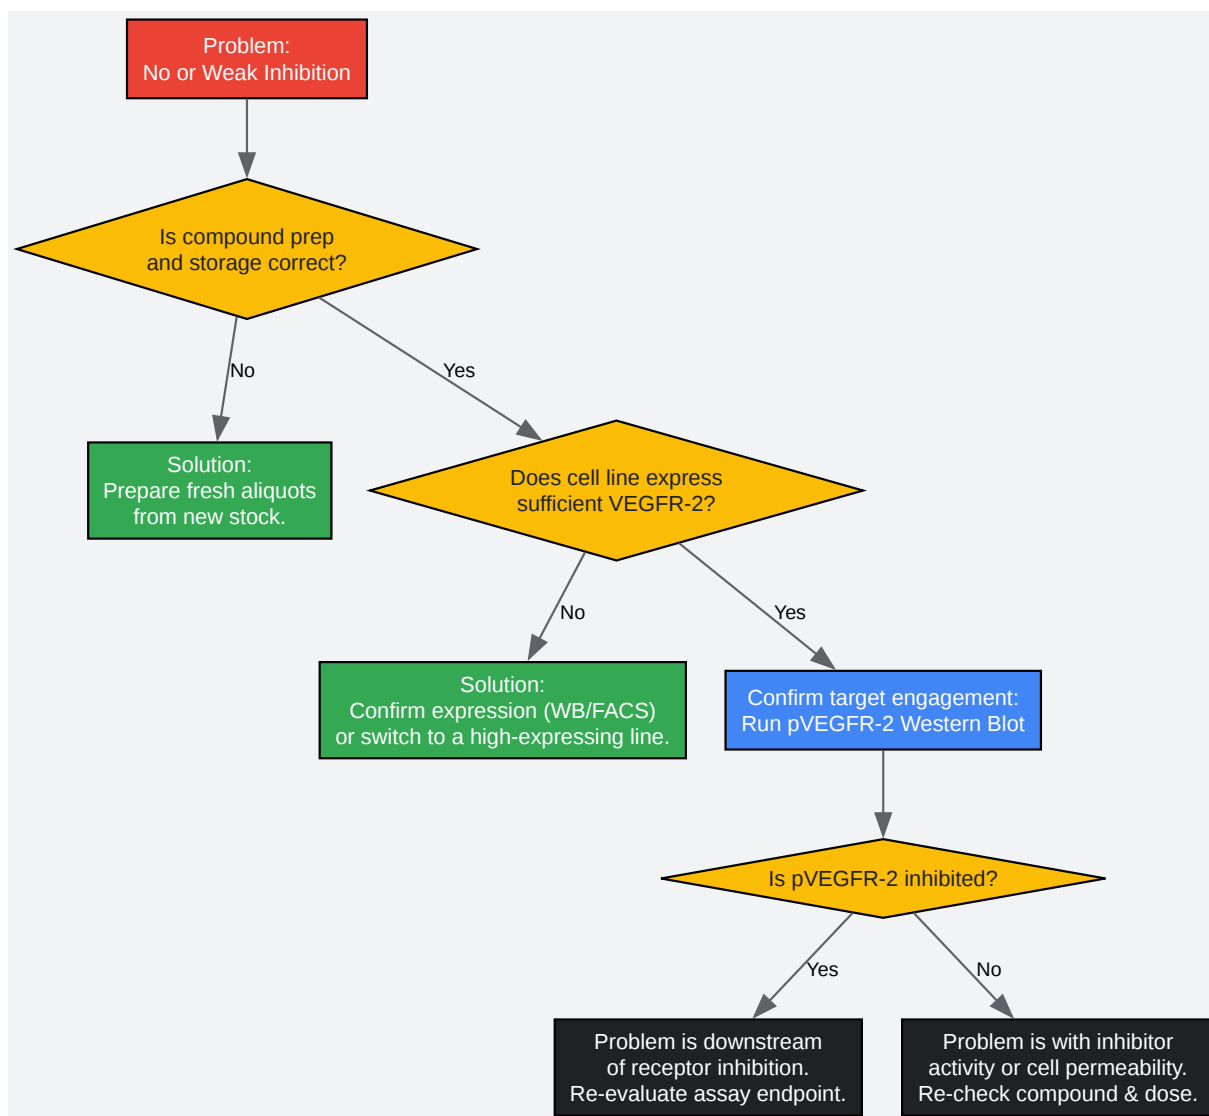 Problem:
No or Weak Inhibition
Is compound prep
and storage correct?
No
Yes
Solution:
Prepare fresh aliquots
from new stock.
Does cell line express
sufficient VEGFR-2?
No
Yes
Solution:
Confirm expression (WB/FACS)
or switch to a high-expressing line.
Confirm target engagement:
Run pVEGFR-2 Western Blot
Is pVEGFR-2 inhibited?
Yes
No
Problem is downstream
of receptor inhibition.
Re-evaluate assay endpoint.
Problem is with inhibitor
activity or cell permeability.
Re-check compound & dose.